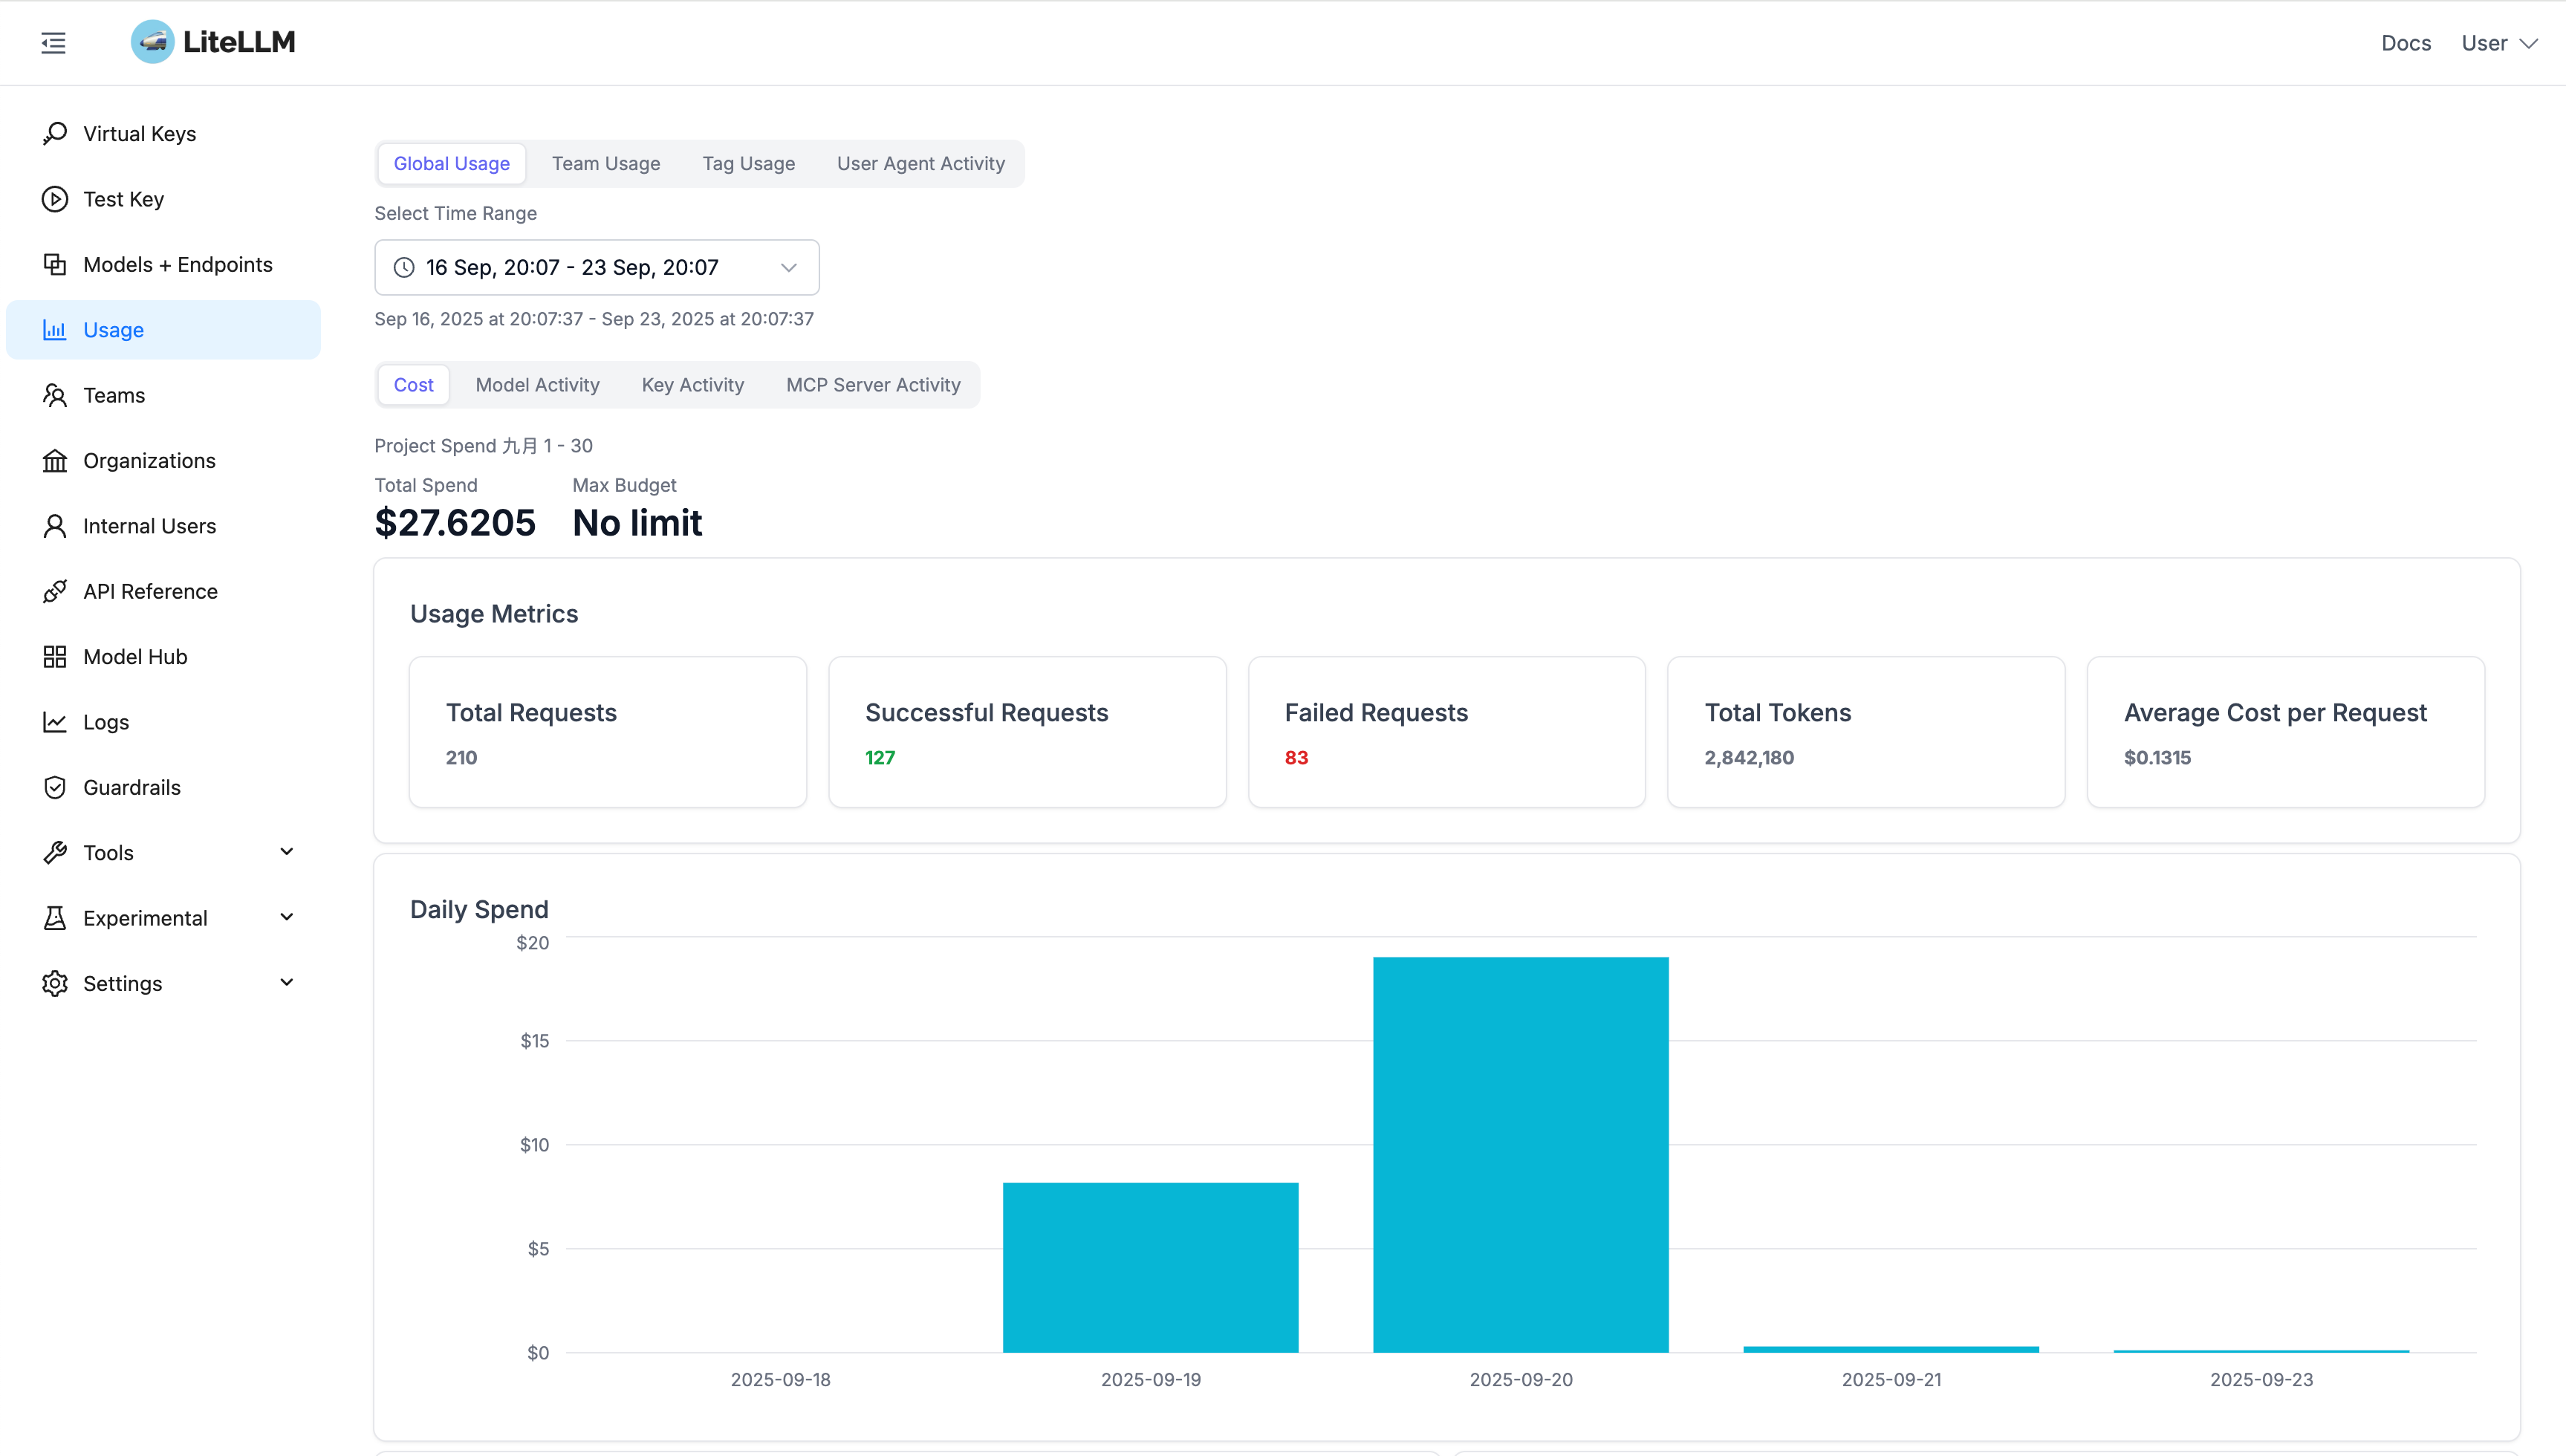 LiteLLM
Docs
User
Virtual Keys
Test Key
Models + Endpoints
Usage
Teams
Organizations
Internal Users
API Reference
Model Hub
Logs
Guardrails
Tools
Experimental
Settings
Global Usage
Team Usage
Tag Usage
User Agent Activity
Select Time Range
16 Sep, 20:07 - 23 Sep, 20:07
Sep 16, 2025 at 20:07:37 - Sep 23, 2025 at 20:07:37
Cost
Model Activity
Key Activity
MCP Server Activity
Project Spend 九月 1 - 30
Total Spend
$27.6205
Max Budget
No limit
Usage Metrics
Total Requests
210
Successful Requests
127
Failed Requests
83
Total Tokens
2,842,180
Average Cost per Request
$0.1315
Daily Spend
$20
$15
$10
$5
$0
2025-09-18
2025-09-19
2025-09-20
2025-09-21
2025-09-23